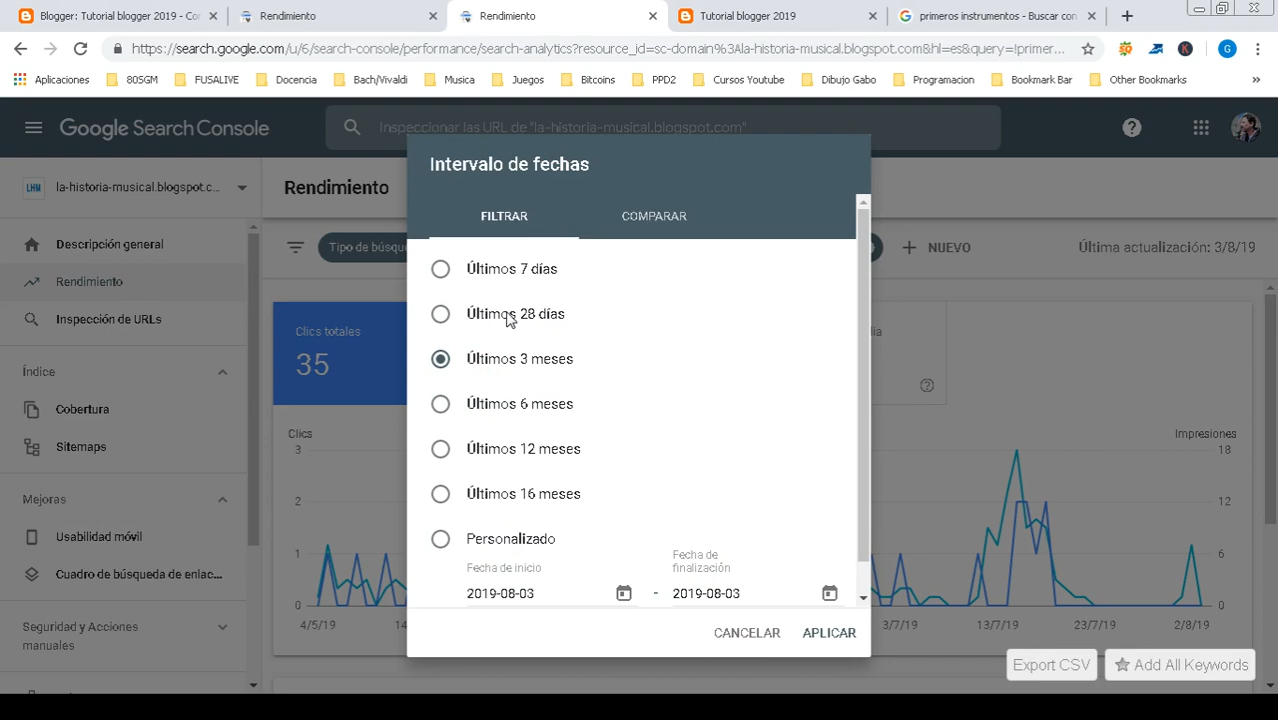 Blogger: Tutorial blogger 2019 - Co
Rendimiento
Rendimiento
Tutorial blogger 2019
primeros instrumentos - Buscar con
https://search.google.com/u/6/search-console/performance/search-analytics?resource_id=sc-domain%3Ala-historia-musical.blogspot.com&hl=es&query=!primer...
Aplicaciones
80SGM
FUSALIVE
Docencia
Bach/Vivaldi
Musica
Juegos
Bitcoins
PPD2
Cursos Youtube
Dibujo Gabo
Programacion
Bookmark Bar
Other Bookmarks
Google Search Console
Inspeccionar las URL de "la-historia-musical.blogspot.com"
LHM
la-historia-musical.blogspot.c...
Rendimiento
Descripción general
Rendimiento
Inspección de URLs
Índice
Cobertura
Sitemaps
Mejoras
Usabilidad móvil
Cuadro de búsqueda de enlac...
Seguridad y Acciones
manuales
Tipo de búsqu
NUEVO
Última actualización: 3/8/19
Clics totales
35
Clics
3
2
1
0
4/5/19
14
Impresiones
18
12
6
0
3/7/19
13/7/19
23/7/19
2/8/19
Intervalo de fechas
FILTRAR
COMPARAR
Últimos 7 días
Últimos 28 días
Últimos 3 meses
Últimos 6 meses
Últimos 12 meses
Últimos 16 meses
Personalizado
Fecha de inicio
2019-08-03
-
Fecha de
finalización
2019-08-03
CANCELAR
APLICAR
Export CSV
Add All Keywords